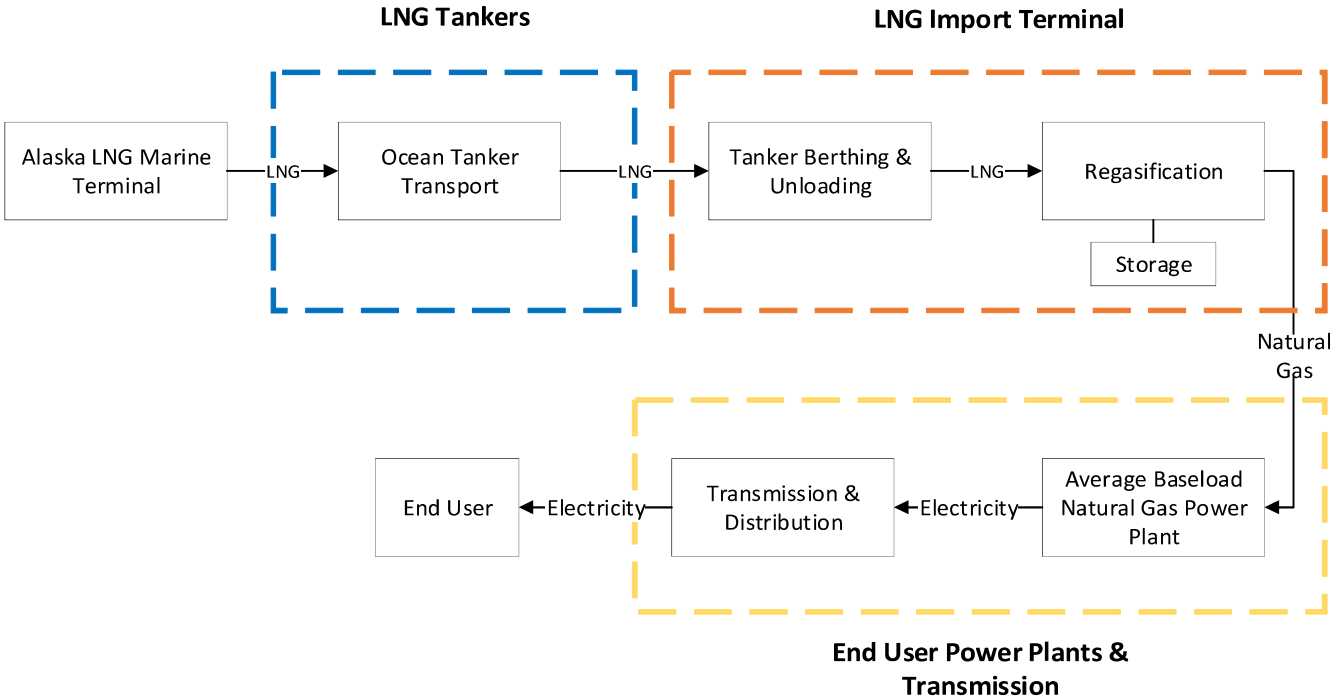 LNG Tankers
LNG Import Terminal
Alaska LNG Marine
Terminal
LNG
Ocean Tanker
Transport
LNG
Tanker Berthing &
Unloading
LNG
Regasification
Storage
Natural
Gas
Average Baseload
Natural Gas Power
Plant
Electricity
Transmission &
Distribution
Electricity
End User
End User Power Plants &
Transmission